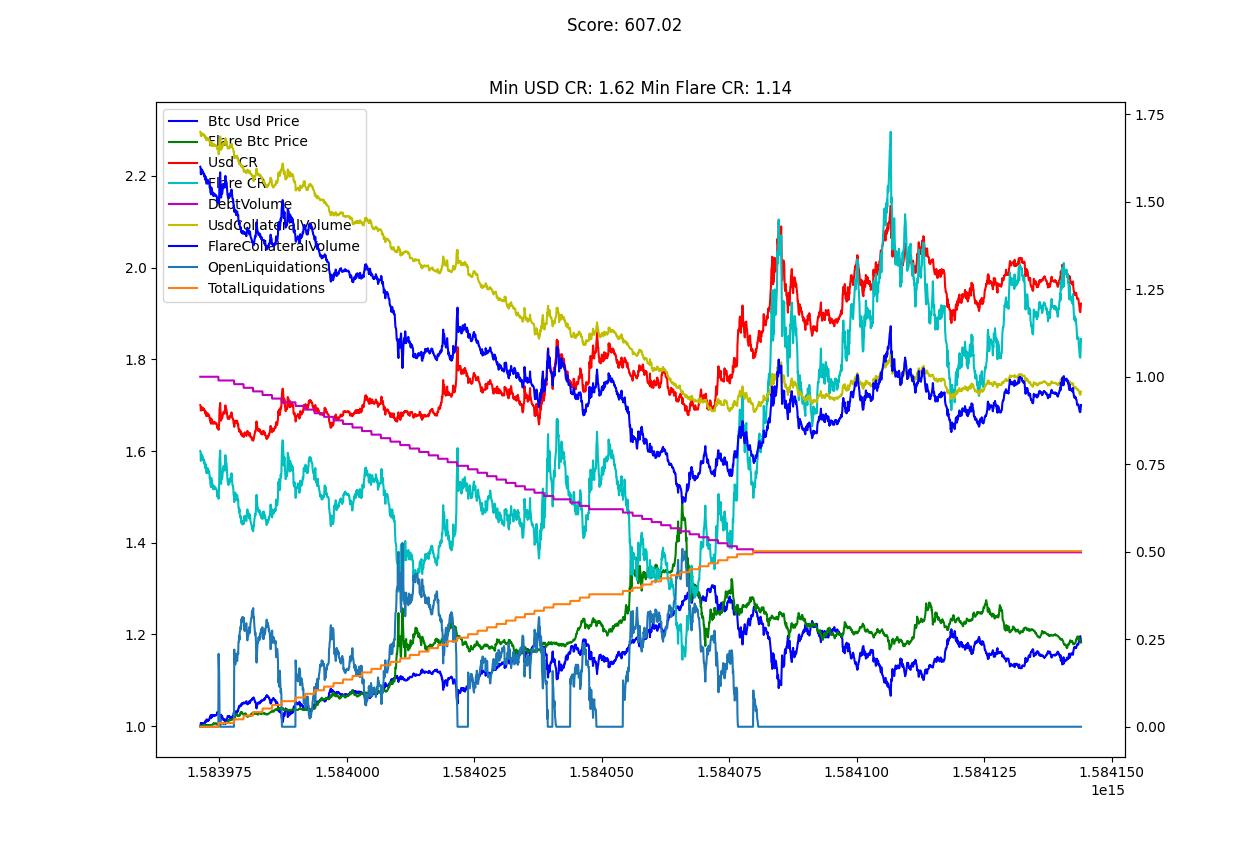 Score: 607.02
Min USD CR: 1.62 Min Flare CR: 1.14
Btc Usd Price
Flare Btc Price
Usd CR
Flare CR
DebtVolume
UsdCollateralVolume
FlareCollateralVolume
OpenLiquidations
TotalLiquidations
2.2
2.0
1.8
1.6
1.4
1.2
1.0
1.75
1.50
1.25
1.00
0.75
0.50
0.25
0.00
1.583975 1.584000 1.584025 1.584050 1.584075 1.584100 1.584125 1.584150
1e15